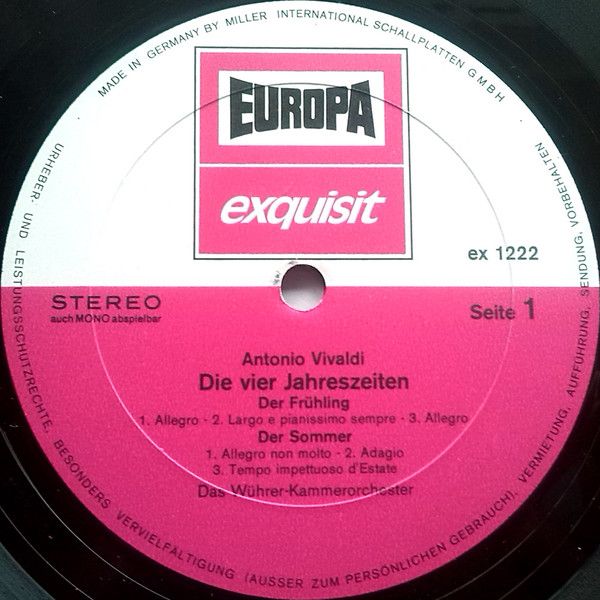 MADE IN GERMANY BY MILLER INTERNATIONAL SCHALLPLATTEN GMBH
EUROPA
exquisit
ex 1222
STEREO
auch MONO abspielbar
Seite 1
Antonio Vivaldi
Die vier Jahreszeiten
Der Frühling
1. Allegro - 2. Largo e pianissimo sempre - 3. Allegro
Der Sommer
1. Allegro non molto - 2. Adagio
3. Tempo impettuoso d'Estate
Das Wührer-Kammerorchester
URHEBER- UND LEISTUNGSSCHUTZRECHTE, BESONDERS VERVIELFÄLTIGUNG (AUSSER ZUM PERSÖNLICHEN GEBRAUCH), VERMIETUNG, AUFFÜHRUNG, SENDUNG, VORBEHALTEN